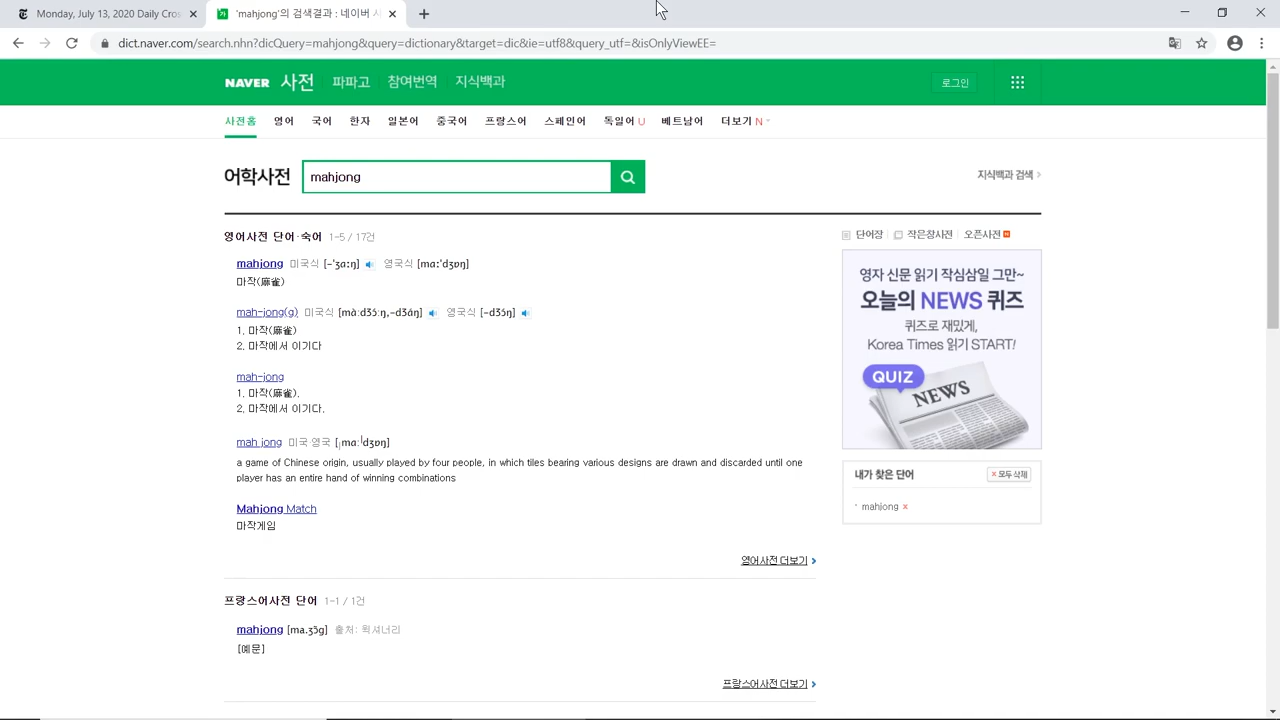 Monday, July 13, 2020 Daily Cros
'mahjong'의 검색결과 : 네이버 사
dict.naver.com/search.nhn?dicQuery=mahjong&query=dictionary&target=dic&ie=utf8&query_utf=&isOnlyViewEE=
NAVER 사전 파파고 참여번역 지식백과 로그인
사전홈 영어 국어 한자 일본어 중국어 프랑스어 스페인어 독일어 U 베트남어 더보기 N
어학사전 mahjong 지식백과 검색
영어사전 단어·숙어 1-5 / 17건
mahjong 미국식 [-ˈʒɑːŋ] 영국식 [mɑːˈdʒɒŋ]
마작(麻雀)
mah-jong(g) 미국식 [mὰːdʒɔ́ːŋ,-dʒɑ́ŋ] 영국식 [-dʒɔ́ŋ]
1. 마작(麻雀)
2. 마작에서 이기다
mah-jong
1. 마작(麻雀).
2. 마작에서 이기다.
mah jong 미국 영국 [ˌmɑːˈdʒɒŋ]
a game of Chinese origin, usually played by four people, in which tiles bearing various designs are drawn and discarded until one
player has an entire hand of winning combinations
Mahjong Match
마작게임
영어사전 더보기
프랑스어사전 단어 1-1 / 1건
mahjong [ma.ʒɔ̃g] 출처: 윅셔너리
[예문]
프랑스어사전 더보기
단어장 작은창사전 오픈사전
영자 신문 읽기 작심삼일 그만~
오늘의 NEWS 퀴즈
퀴즈로 재밌게,
Korea Times 읽기 START!
QUIZ
NEWS
내가 찾은 단어 × 모두 삭제
· mahjong ×